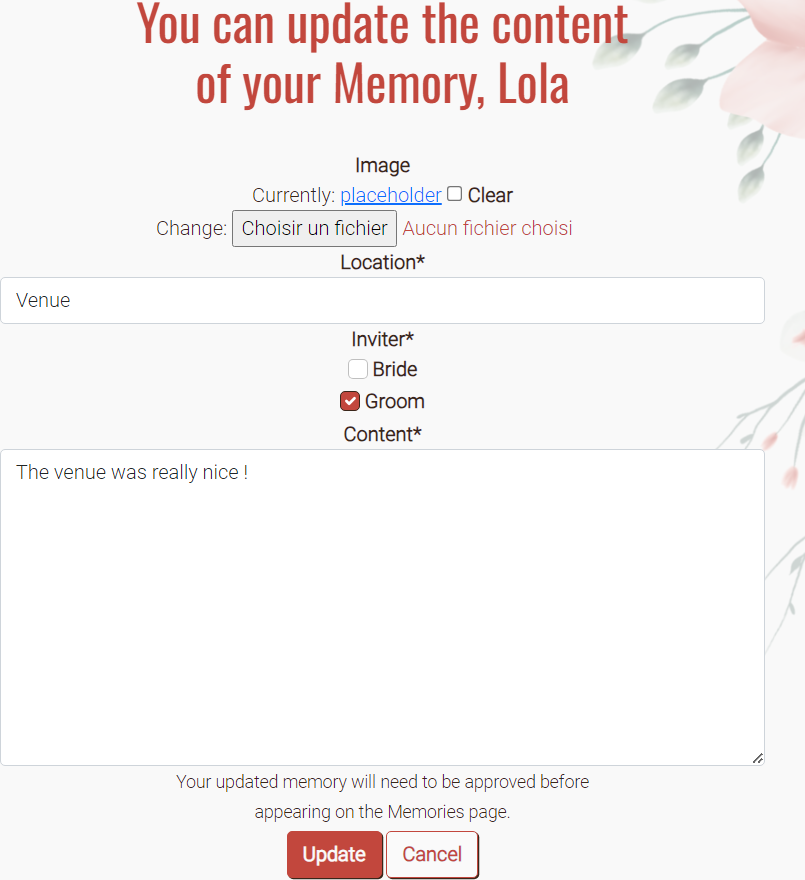 You can update the content
of your Memory, Lola
Image
Currently: placeholder Clear
Change: Choisir un fichier Aucun fichier choisi
Location*
Venue
Inviter*
Bride
Groom
Content*
The venue was really nice !
Your updated memory will need to be approved before
appearing on the Memories page.
Update Cancel